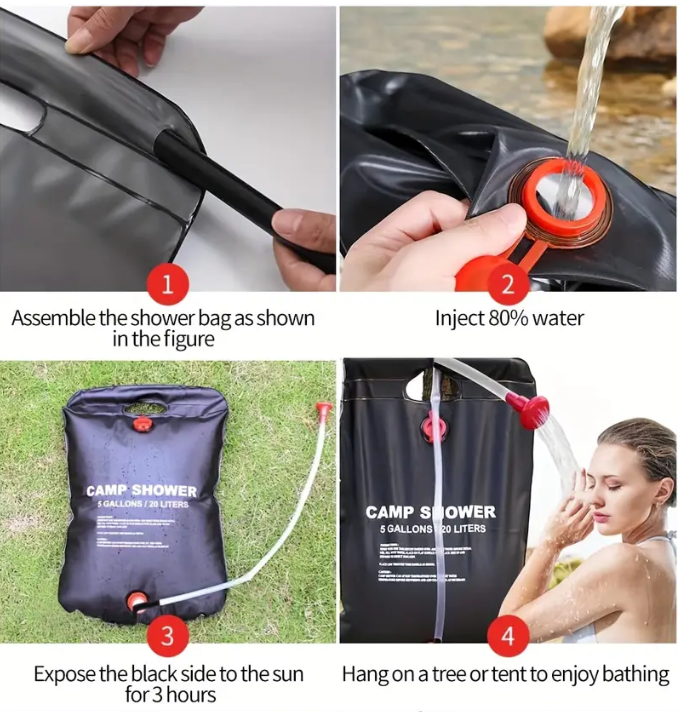 1
Assemble the shower bag as shown
in the figure
2
Inject 80% water
CAMP SHOWER
5 GALLONS / 20 LITERS
3
Expose the black side to the sun
for 3 hours
CAMP SHOWER
5 GALLONS 20 LITERS
4
Hang on a tree or tent to enjoy bathing